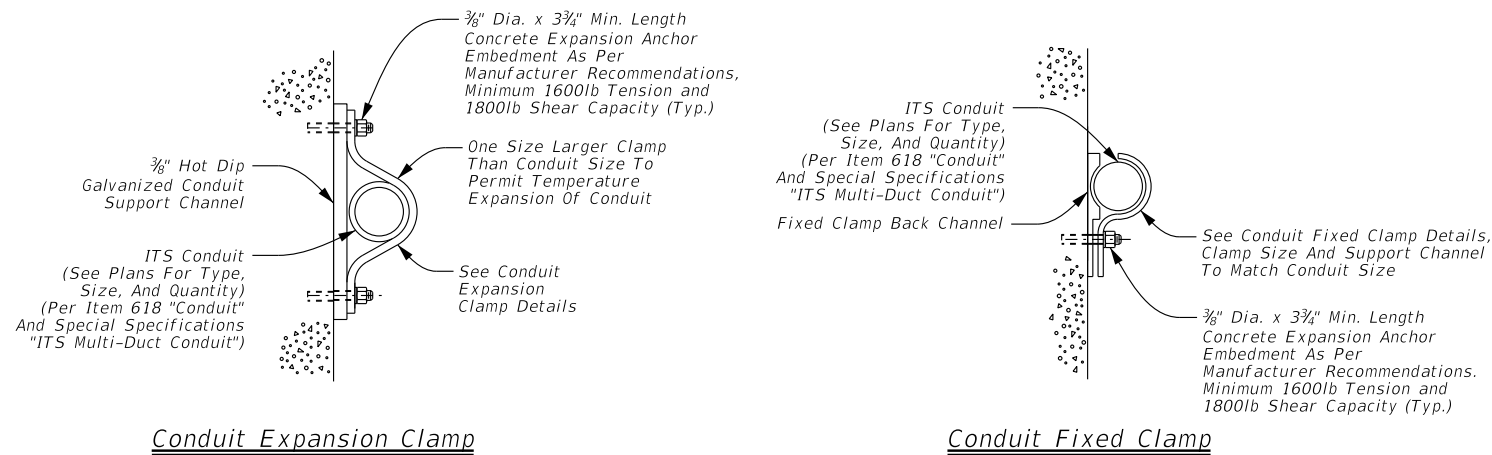 ⅜" Dia. x 3¾" Min. Length
Concrete Expansion Anchor
Embedment As Per
Manufacturer Recommendations,
Minimum 1600lb Tension and
1800lb Shear Capacity (Typ.)
One Size Larger Clamp
Than Conduit Size To
Permit Temperature
Expansion Of Conduit
⅜" Hot Dip
Galvanized Conduit
Support Channel
ITS Conduit
(See Plans For Type,
Size, And Quantity)
(Per Item 618 "Conduit"
And Special Specifications
"ITS Multi-Duct Conduit")
See Conduit
Expansion
Clamp Details
Conduit Expansion Clamp
ITS Conduit
(See Plans For Type,
Size, And Quantity)
(Per Item 618 "Conduit"
And Special Specifications
"ITS Multi-Duct Conduit")
Fixed Clamp Back Channel
See Conduit Fixed Clamp Details,
Clamp Size And Support Channel
To Match Conduit Size
⅜" Dia. x 3¾" Min. Length
Concrete Expansion Anchor
Embedment As Per
Manufacturer Recommendations.
Minimum 1600lb Tension and
1800lb Shear Capacity (Typ.)
Conduit Fixed Clamp